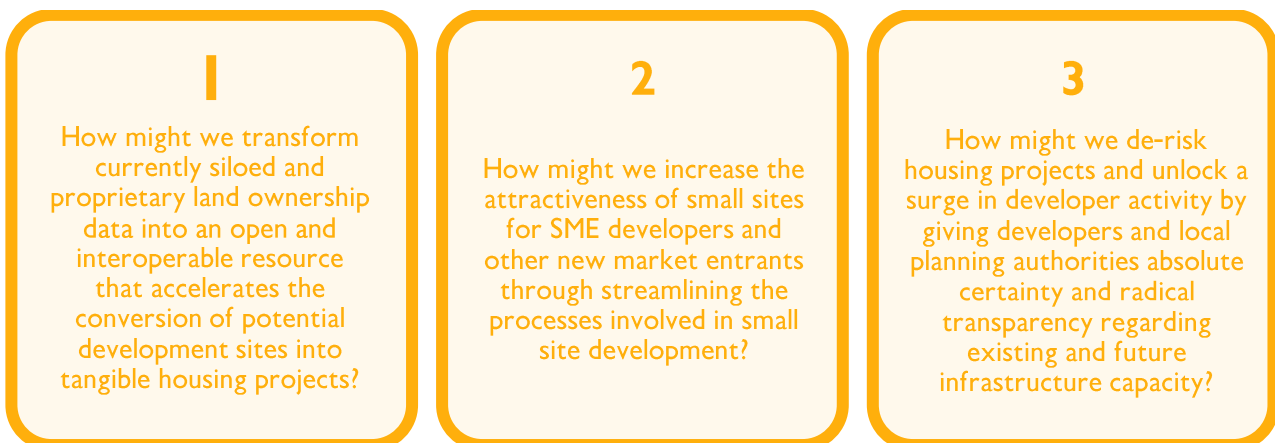 1
How might we transform
currently siloed and
proprietary land ownership
data into an open and
interoperable resource
that accelerates the
conversion of potential
development sites into
tangible housing projects?
2
How might we increase the
attractiveness of small sites
for SME developers and
other new market entrants
through streamlining the
processes involved in small
site development?
3
How might we de-risk
housing projects and unlock a
surge in developer activity by
giving developers and local
planning authorities absolute
certainty and radical
transparency regarding
existing and future
infrastructure capacity?